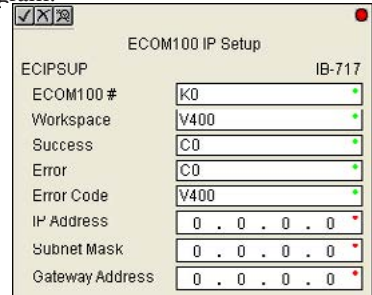 ECOM100 IP Setup
ECIPSUP IB-717
ECOM100 # K0
Workspace V400
Success C0
Error C0
Error Code V400
IP Address 0 . 0 . 0 . 0
Subnet Mask 0 . 0 . 0 . 0
Gateway Address 0 . 0 . 0 . 0